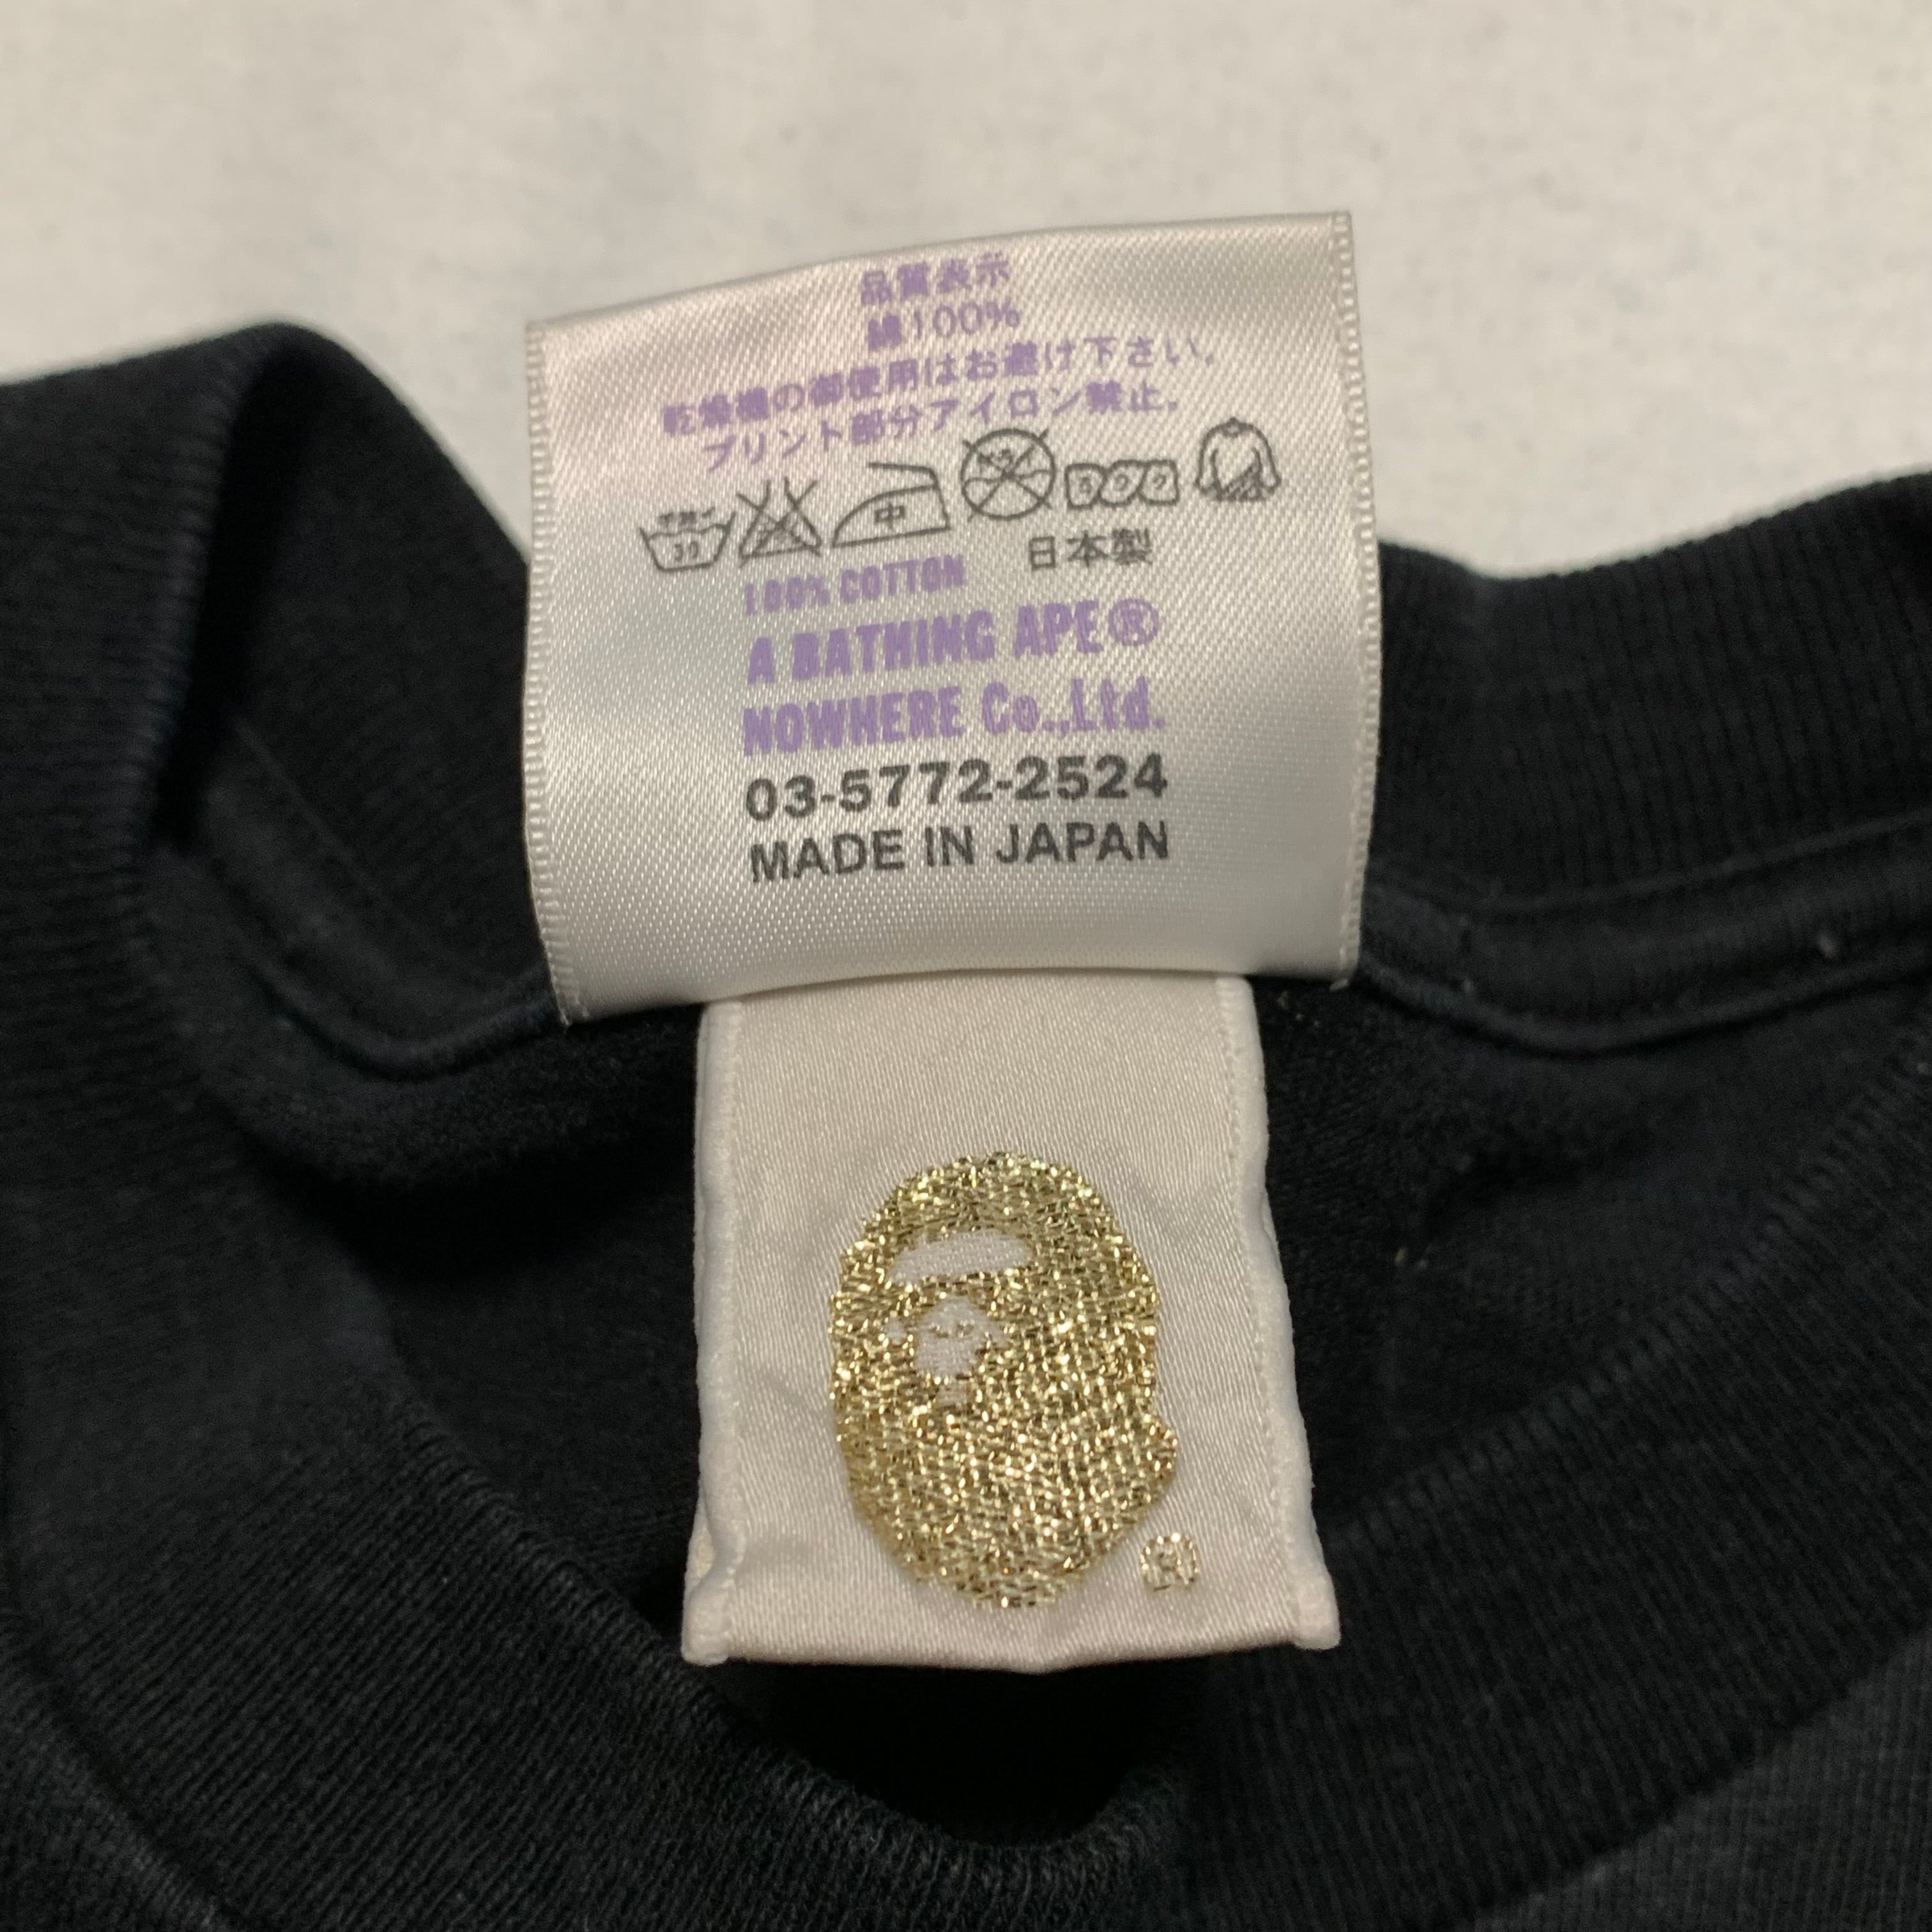 品質表示
綿100%
乾燥機の御使用はお避け下さい。
プリント部分アイロン禁止。
30 中
日本製
100% COTTON
A BATHING APE®
NOWHERE Co.,Ltd.
03-5772-2524
MADE IN JAPAN
®